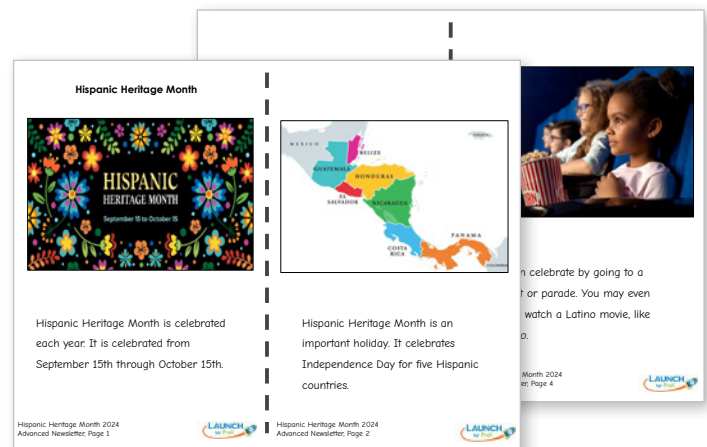 Hispanic Heritage Month
HISPANIC
HERITAGE MONTH
September 15 to October 15
Hispanic Heritage Month is celebrated
each year. It is celebrated from
September 15th through October 15th.
Hispanic Heritage Month 2024
Advanced Newsletter, Page 1
LAUNCH
MEXICO
BELIZE
GUATEMALA
HONDURAS
EL
SALVADOR
NICARAGUA
COSTA
RICA
PANAMA
Hispanic Heritage Month is an
important holiday. It celebrates
Independence Day for five Hispanic
countries.
Hispanic Heritage Month 2024
Advanced Newsletter, Page 2
LAUNCH
celebrate by going to a
or parade. You may even
watch a Latino movie, like
Month 2024
Page 4
LAUNCH